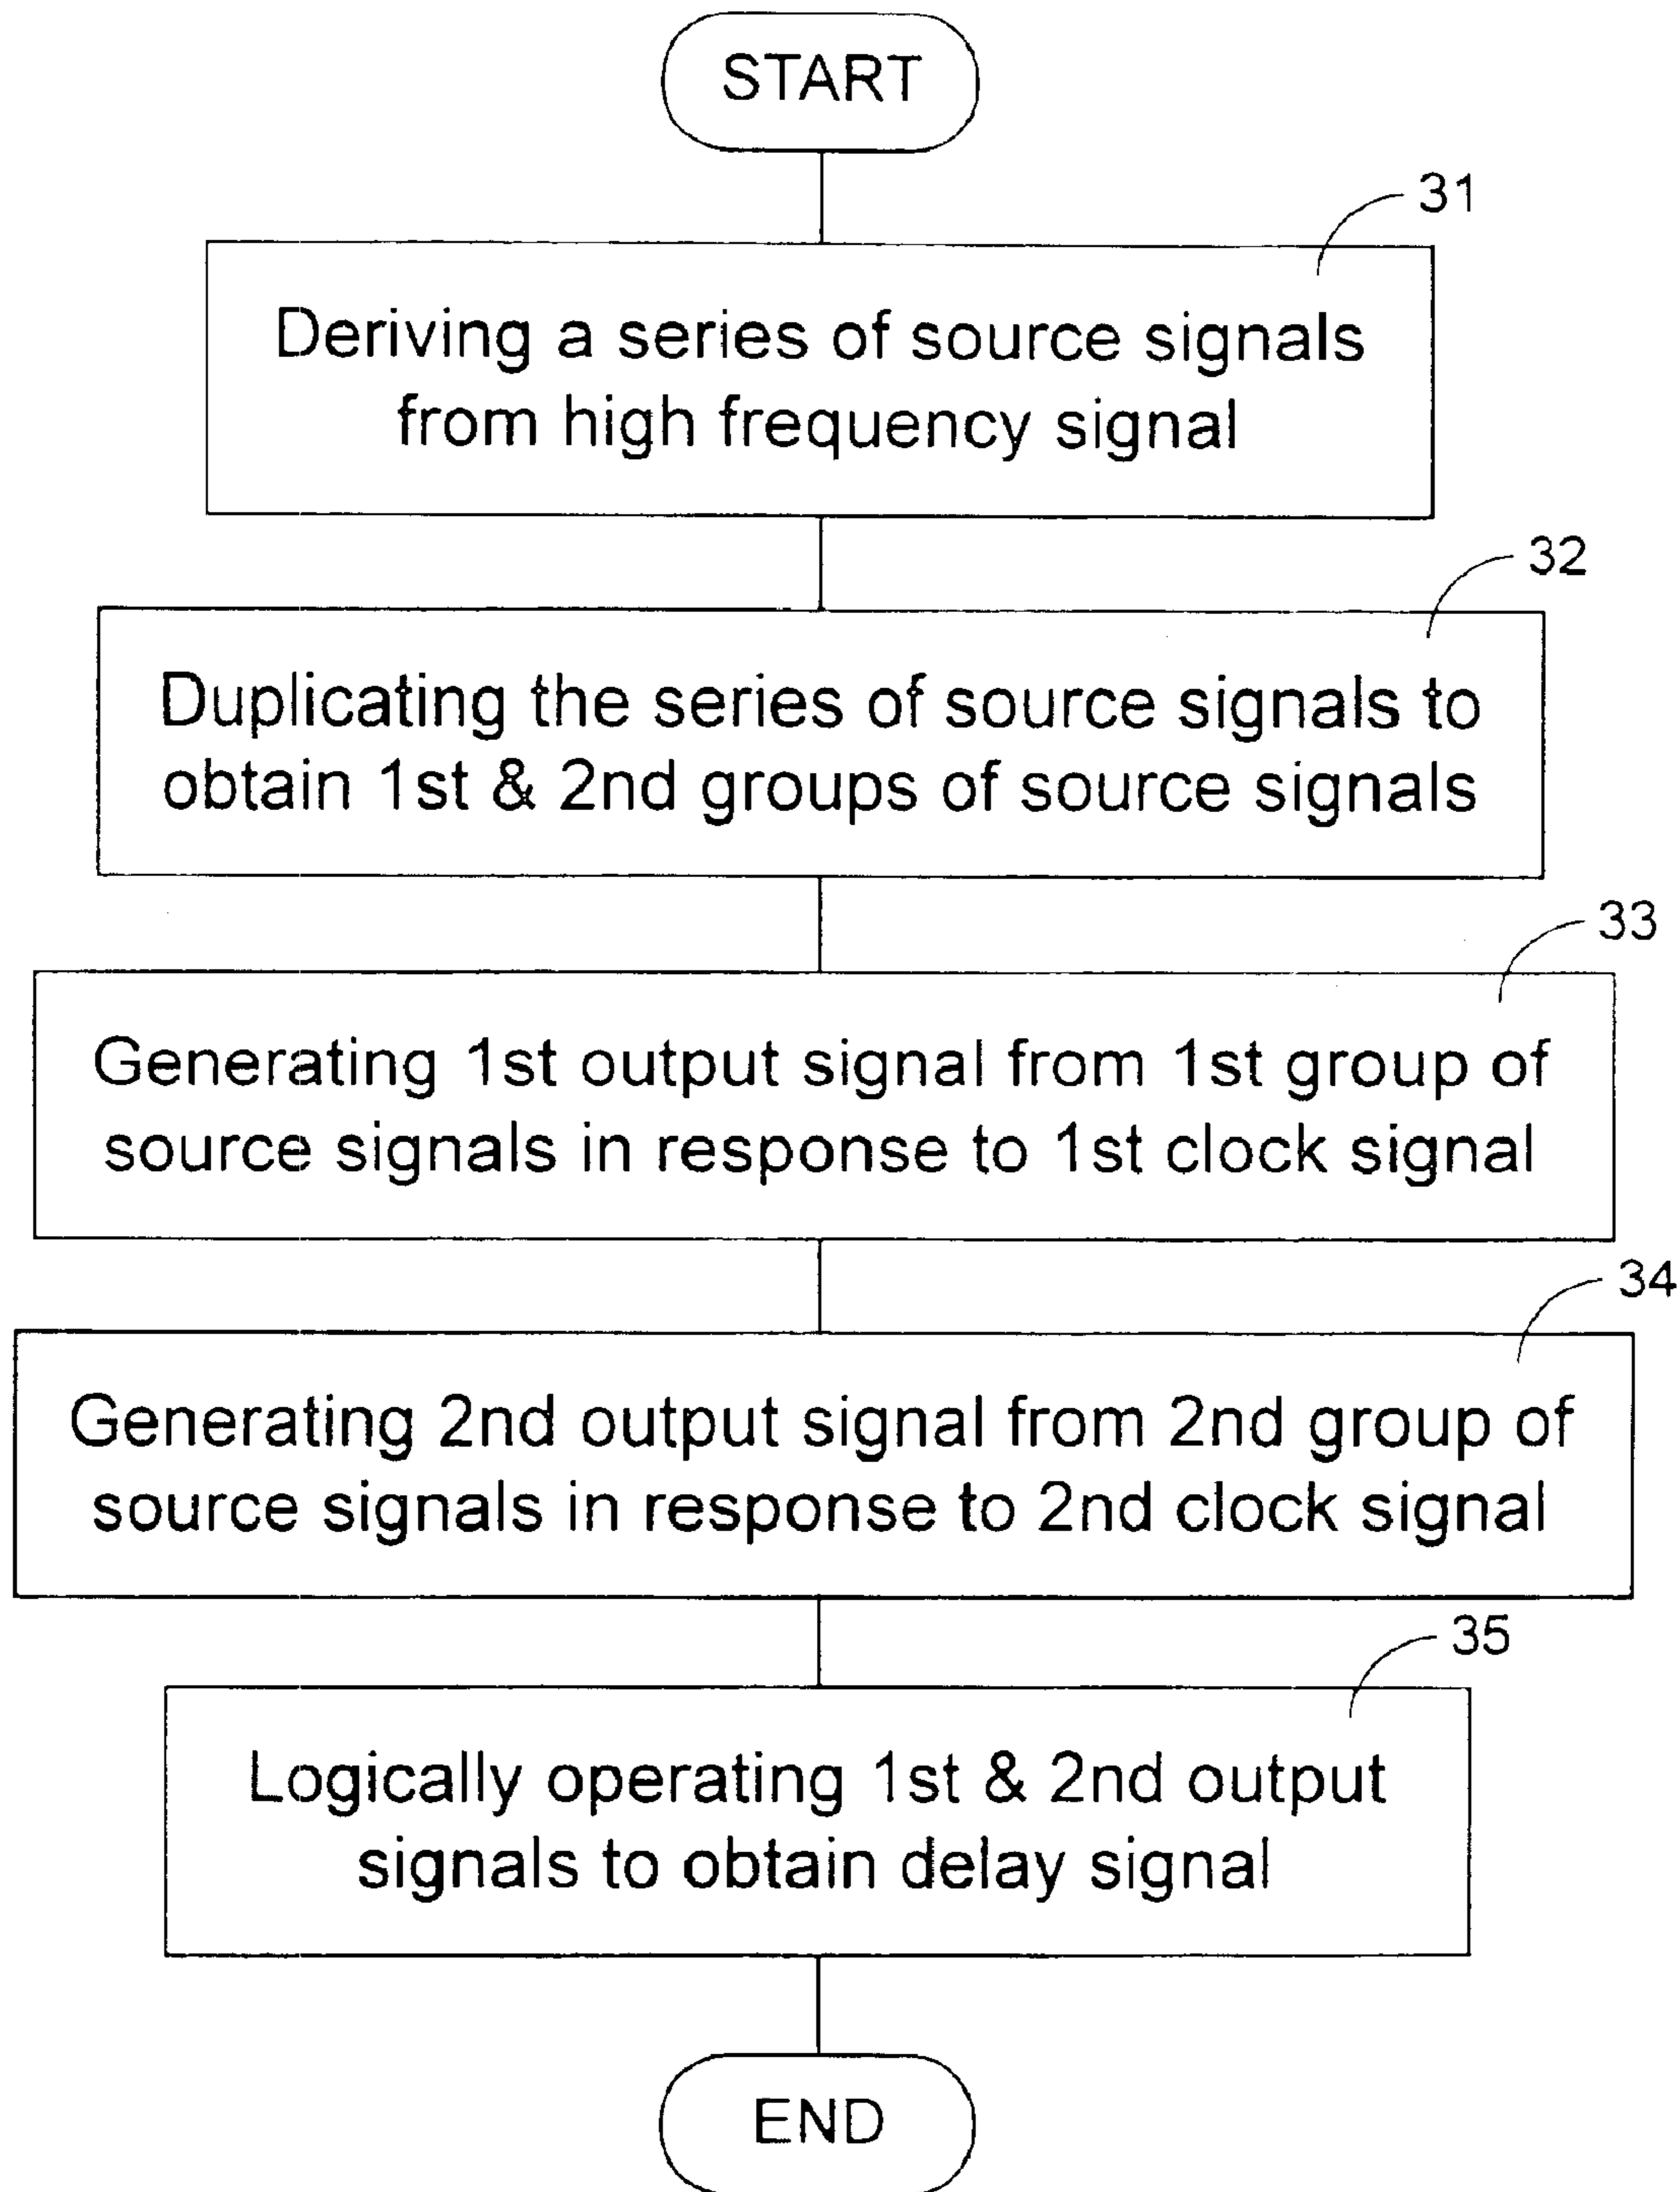 START
31
Deriving a series of source signals
from high frequency signal
32
Duplicating the series of source signals to
obtain 1st & 2nd groups of source signals
33
Generating 1st output signal from 1st group of
source signals in response to 1st clock signal
34
Generating 2nd output signal from 2nd group of
source signals in response to 2nd clock signal
35
Logically operating 1st & 2nd output
signals to obtain delay signal
END